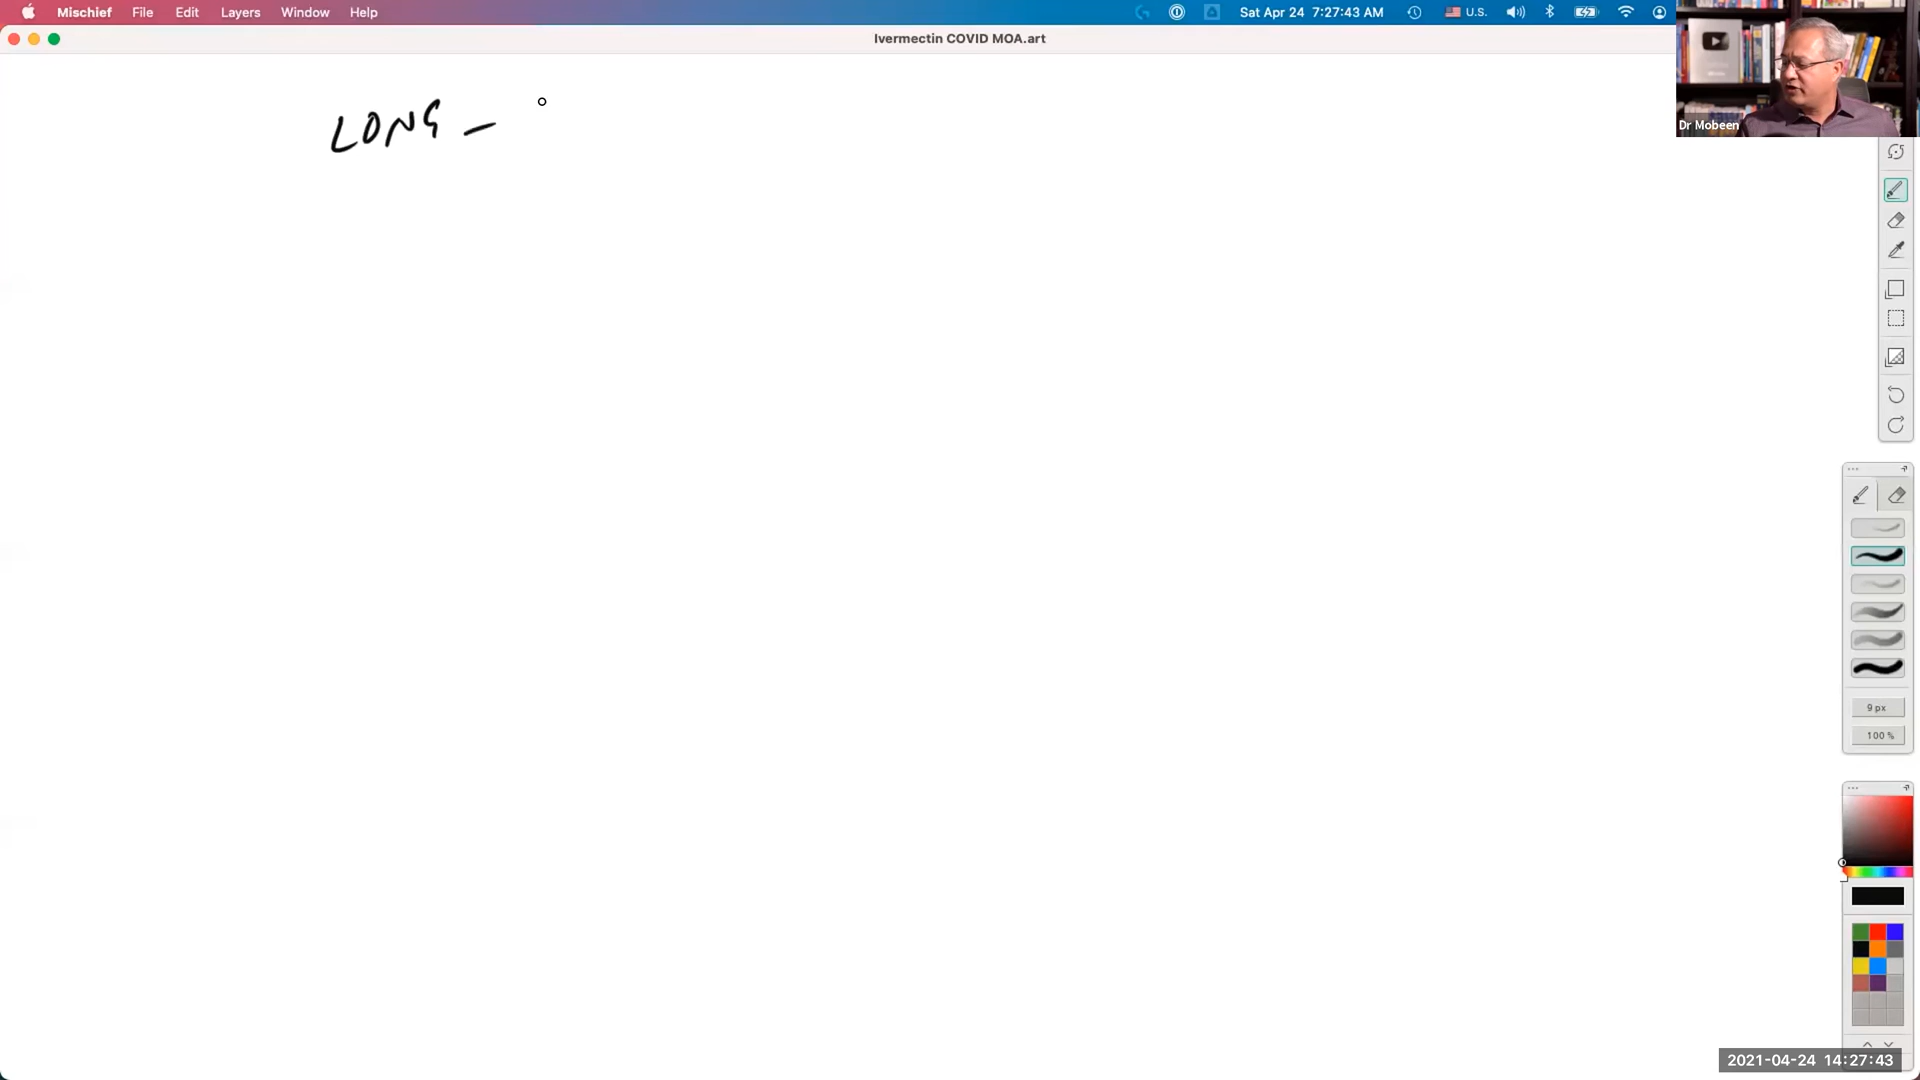 Mischief File Edit Layers Window Help Sat Apr 24 7:27:43 AM U.S.
Ivermectin COVID MOA.art
LONG –
Dr Mobeen
9 px
100 %
2021-04-24 14:27:43